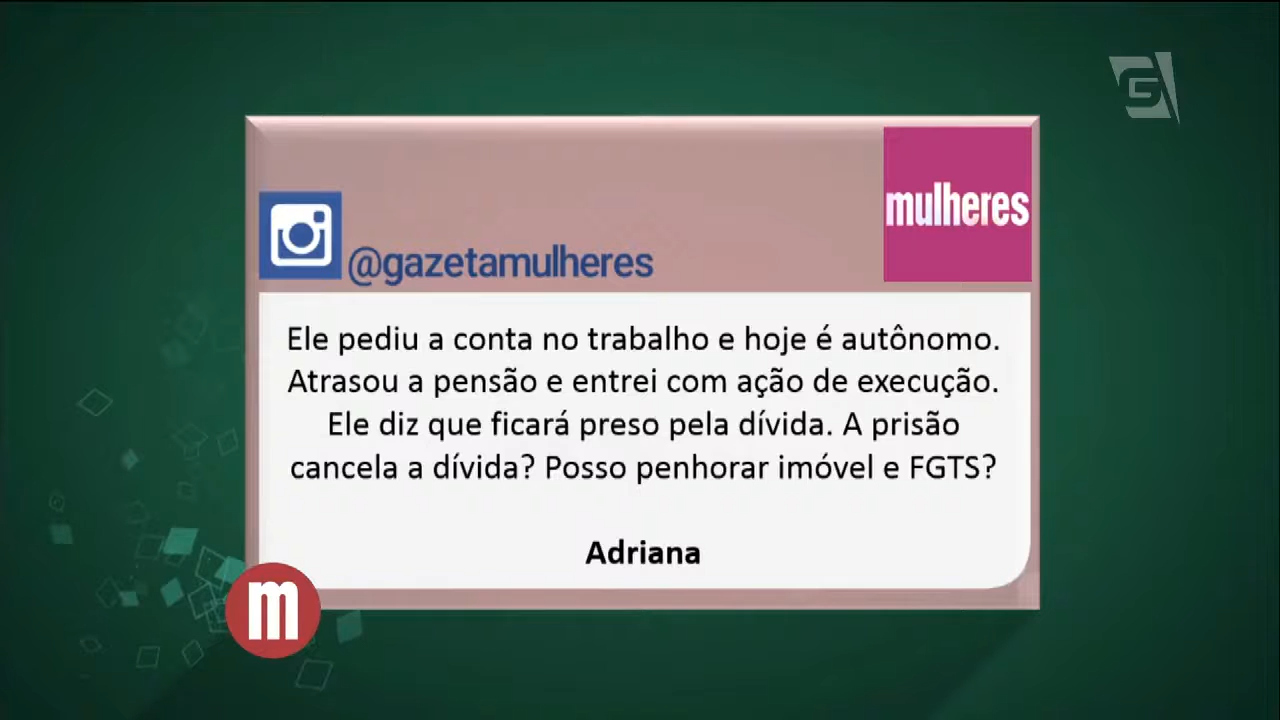 mulheres
@gazetamulheres
Ele pediu a conta no trabalho e hoje é autônomo.
Atrasou a pensão e entrei com ação de execução.
Ele diz que ficará preso pela dívida. A prisão
cancela a dívida? Posso penhorar imóvel e FGTS?
Adriana
m